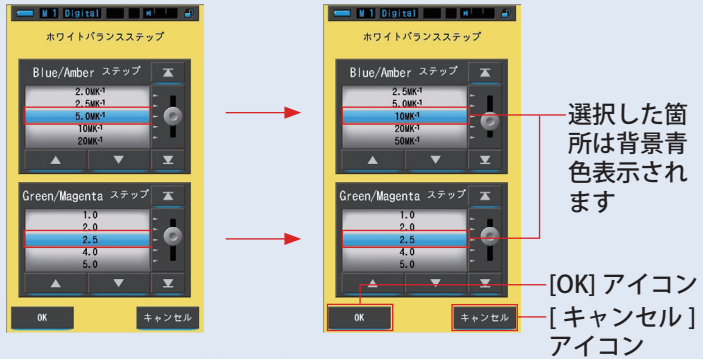 M 1 Digital
ホワイトバランスステップ
Blue/Amber ステップ
2.0MK-¹
2.5MK-¹
5.0MK-¹
10MK-¹
20MK-¹
Green/Magenta ステップ
1.0
2.0
2.5
4.0
5.0
OK
キャンセル
M 1 Digital
ホワイトバランスステップ
Blue/Amber ステップ
2.5MK-¹
5.0MK-¹
10MK-¹
20MK-¹
50MK-¹
Green/Magenta ステップ
1.0
2.0
2.5
4.0
5.0
OK
キャンセル
選択した箇
所は背景青
色表示され
ます
[OK] アイコン
[ キャンセル ]
アイコン